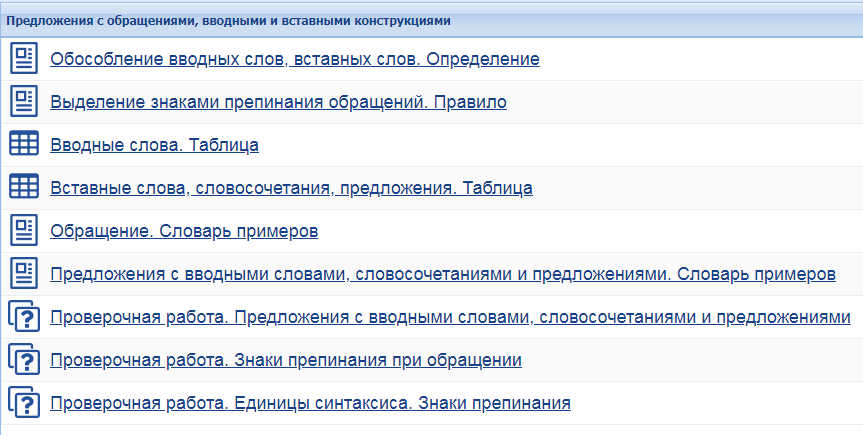 Предложения с обращениями, вводными и вставными конструкциями
Обособление вводных слов, вставных слов. Определение
Выделение знаками препинания обращений. Правило
Вводные слова. Таблица
Вставные слова, словосочетания, предложения. Таблица
Обращение. Словарь примеров
Предложения с вводными словами, словосочетаниями и предложениями. Словарь примеров
Проверочная работа. Предложения с вводными словами, словосочетаниями и предложениями
Проверочная работа. Знаки препинания при обращении
Проверочная работа. Единицы синтаксиса. Знаки препинания